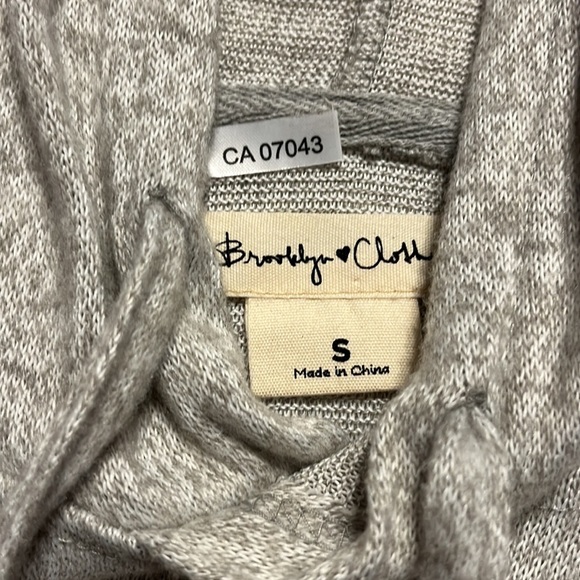 CA 07043
Brooklyn♥Cloth
S
Made in China